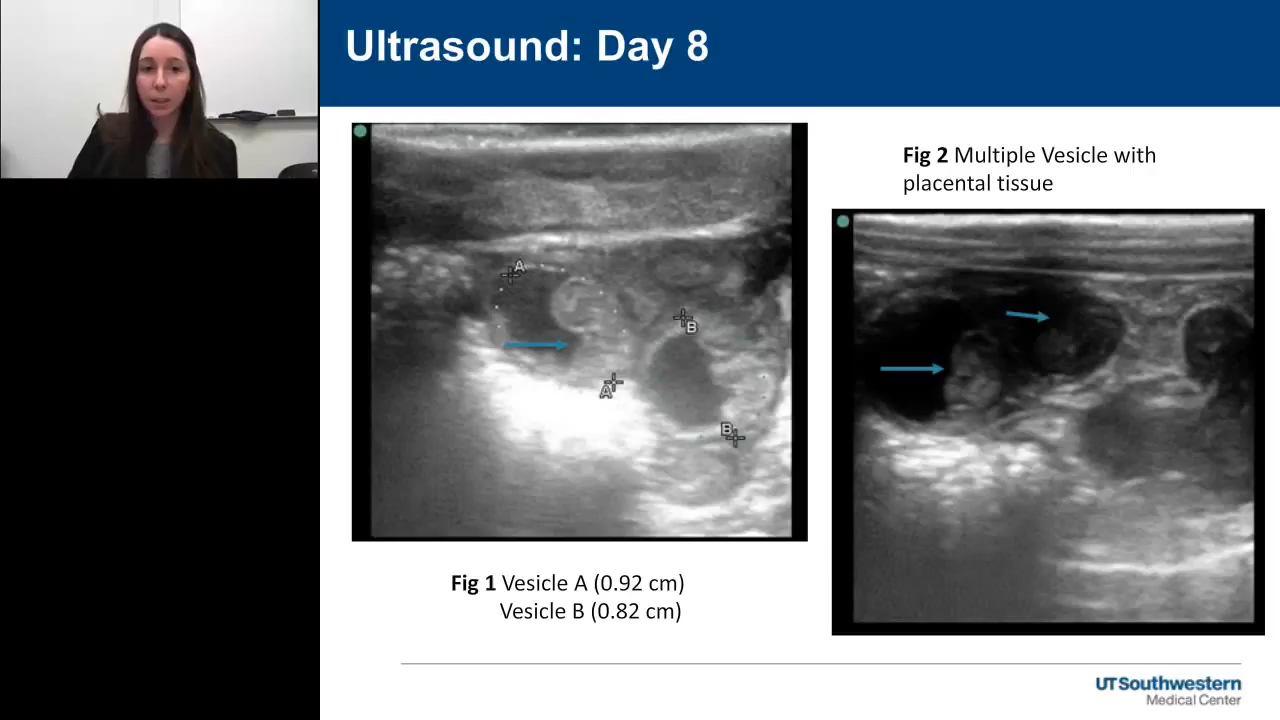 Ultrasound: Day 8
A
B
A
B
Fig 2 Multiple Vesicle with
placental tissue
Fig 1 Vesicle A (0.92 cm)
Vesicle B (0.82 cm)
UTSouthwestern
Medical Center